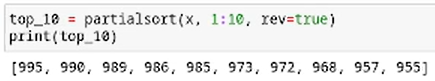 top_10 = partialsort(x, 1:10, rev=true)
print(top_10)
[995, 990, 989, 986, 985, 973, 972, 968, 957, 955]